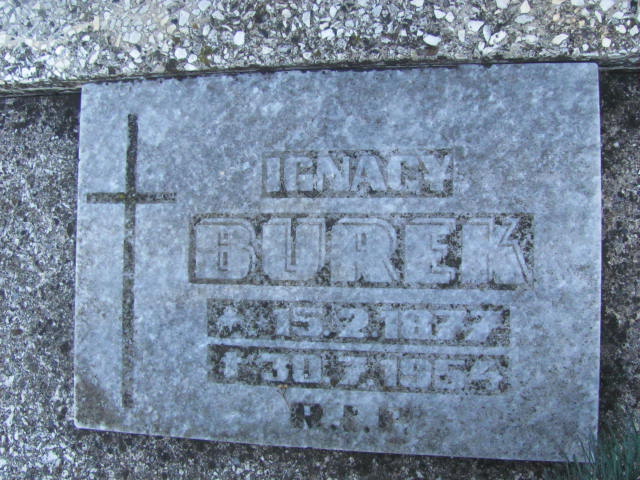 IGNACY
BUREK
* 15.2.1877
† 30.7.1954
R.I.P.